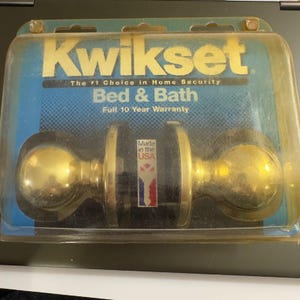 Kwikset®
The #1 Choice in Home Security
Bed & Bath
Full 10 Year Warranty
Made
in the
USA